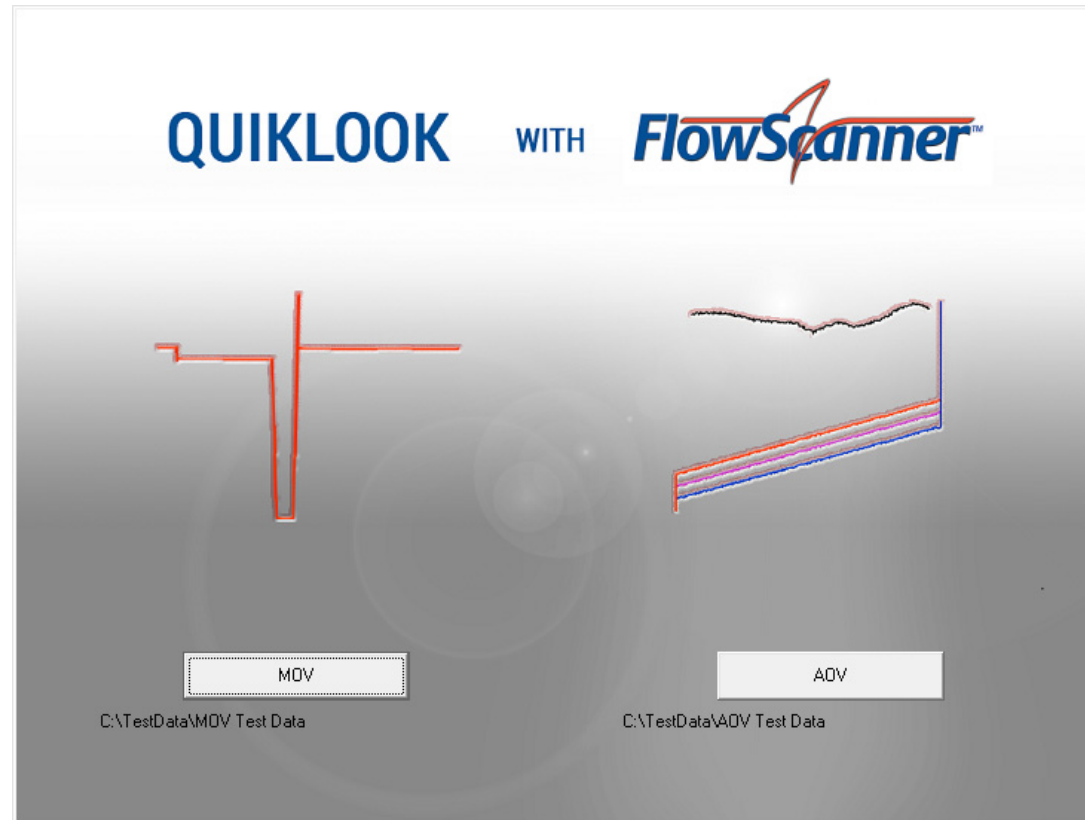 QUIKLOOK WITH FlowScanner™
MOV
AOV
C:\TestData\MOV Test Data
C:\TestData\AOV Test Data